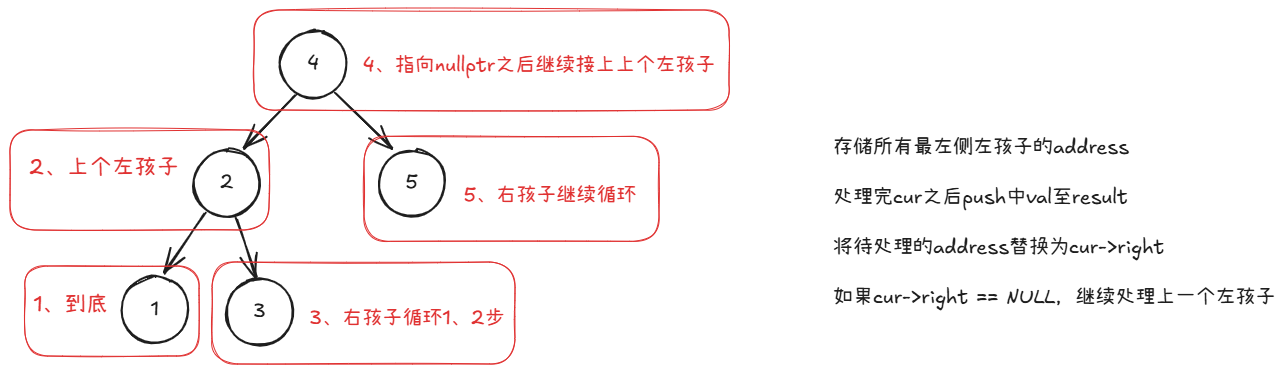 4
4、指向nullptr之后继续接上上个左孩子
2、上个左孩子
2
5
5、右孩子继续循环
1、到底
1
3
3、右孩子循环1、2步
存储所有最左侧左孩子的address
处理完cur之后push中val至result
将待处理的address替换为cur->right
如果cur->right == NULL，继续处理上一个左孩子